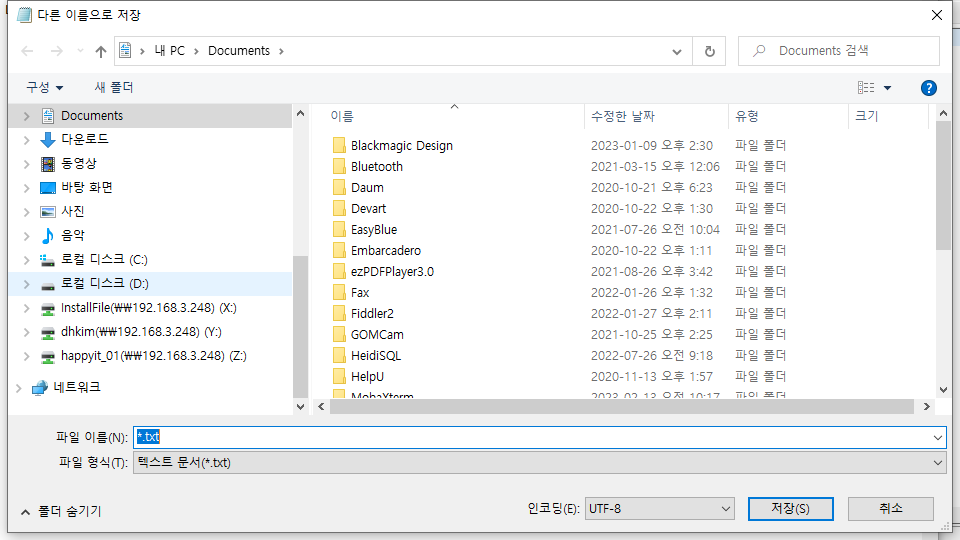 다른 이름으로 저장
내 PC > Documents >
Documents 검색
구성
새 폴더
Documents
다운로드
동영상
바탕 화면
사진
음악
로컬 디스크 (C:)
로컬 디스크 (D:)
InstallFile(₩₩192.168.3.248) (X:)
dhkim(₩₩192.168.3.248) (Y:)
happyit_01(₩₩192.168.3.248) (Z:)
네트워크
이름 수정한 날짜 유형 크기
Blackmagic Design 2023-01-09 오후 2:30 파일 폴더
Bluetooth 2021-03-15 오후 12:06 파일 폴더
Daum 2020-10-21 오후 6:23 파일 폴더
Devart 2020-10-22 오후 1:30 파일 폴더
EasyBlue 2021-07-26 오전 10:04 파일 폴더
Embarcadero 2020-10-22 오후 1:11 파일 폴더
ezPDFPlayer3.0 2021-08-26 오후 3:42 파일 폴더
Fax 2022-01-26 오후 1:32 파일 폴더
Fiddler2 2022-01-27 오후 2:11 파일 폴더
GOMCam 2021-10-25 오후 2:25 파일 폴더
HeidiSQL 2022-07-26 오전 9:18 파일 폴더
HelpU 2020-11-13 오후 1:57 파일 폴더
MobaXterm 2023-02-13 오전 10:17 파일 폴더
파일 이름(N): *.txt
파일 형식(T): 텍스트 문서(*.txt)
폴더 숨기기
인코딩(E): UTF-8
저장(S)
취소